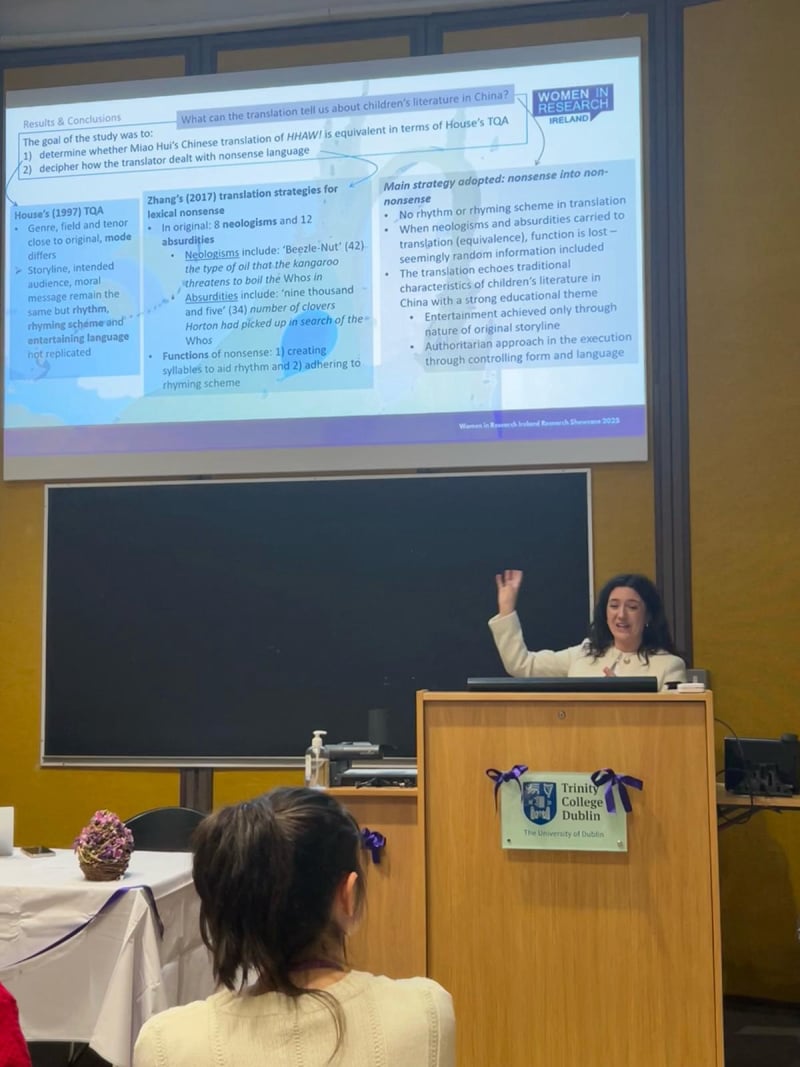 Results & Conclusions
What can the translation tell us about children's literature in China?
WOMEN IN
RESEARCH
IRELAND
The goal of the study was to:
1) determine whether Miao Hui's Chinese translation of HHAW! is equivalent in terms of House's TQA
2) decipher how the translator dealt with nonsense language
House's (1997) TQA
• Genre, field and tenor
close to original, mode
differs
➢ Storyline, intended
audience, moral
message remain the
same but rhythm,
rhyming scheme and
entertaining language
not replicated
Zhang's (2017) translation strategies for
lexical nonsense
• In original: 8 neologisms and 12
absurdities
• Neologisms include: 'Beezle-Nut' (42)
the type of oil that the kangaroo
threatens to boil the Whos in
Absurdities include: 'nine thousand
and five' (34) number of clovers
Horton had picked up in search of the
Whos
• Functions of nonsense: 1) creating
syllables to aid rhythm and 2) adhering to
rhyming scheme
Main strategy adopted: nonsense into non-
nonsense
• No rhythm or rhyming scheme in translation
• When neologisms and absurdities carried to
translation (equivalence), function is lost –
seemingly random information included
• The translation echoes traditional
characteristics of children's literature in
China with a strong educational theme
• Entertainment achieved only through
nature of original storyline
• Authoritarian approach in the execution
through controlling form and language
Women in Research Ireland Research Showcase 2025
Trinity
College
Dublin
The University of Dublin